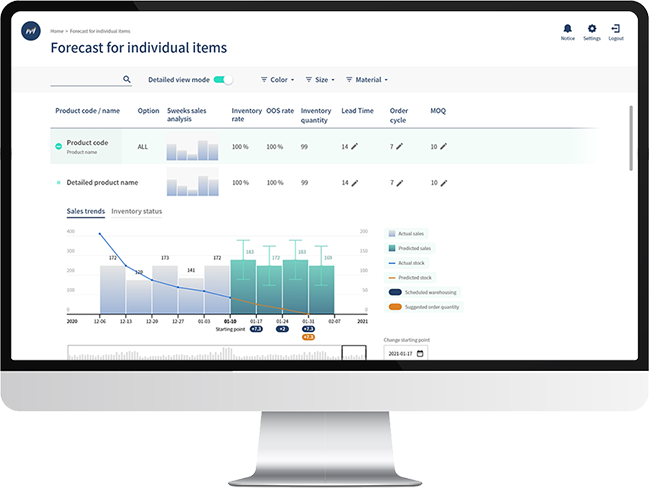 Home > Forecast for individual items
Forecast for individual items
Notice Settings Logout
Detailed view mode Color Size Material
Product code / name Option 5weeks sales analysis Inventory rate OOS rate Inventory quantity Lead Time Order cycle MOQ
Product code
Product name
ALL 100 % 100 % 99 14 7 10
Detailed product name 100 % 100 % 99 14 7 10
Sales trends Inventory status
400 200
300 150
200 100
100 50
0 0
172 120 173 141 172 183 172 183 169
2020 12-06 12-13 12-20 12-27 01-03 01-10 01-17 01-24 01-31 02-07 2021
Starting point +7.3 +2 +7.3
+7.3
Actual sales
Predicted sales
Actual stock
Predicted stock
Scheduled warehousing
Suggested order quantity
Change starting point
2021-01-17